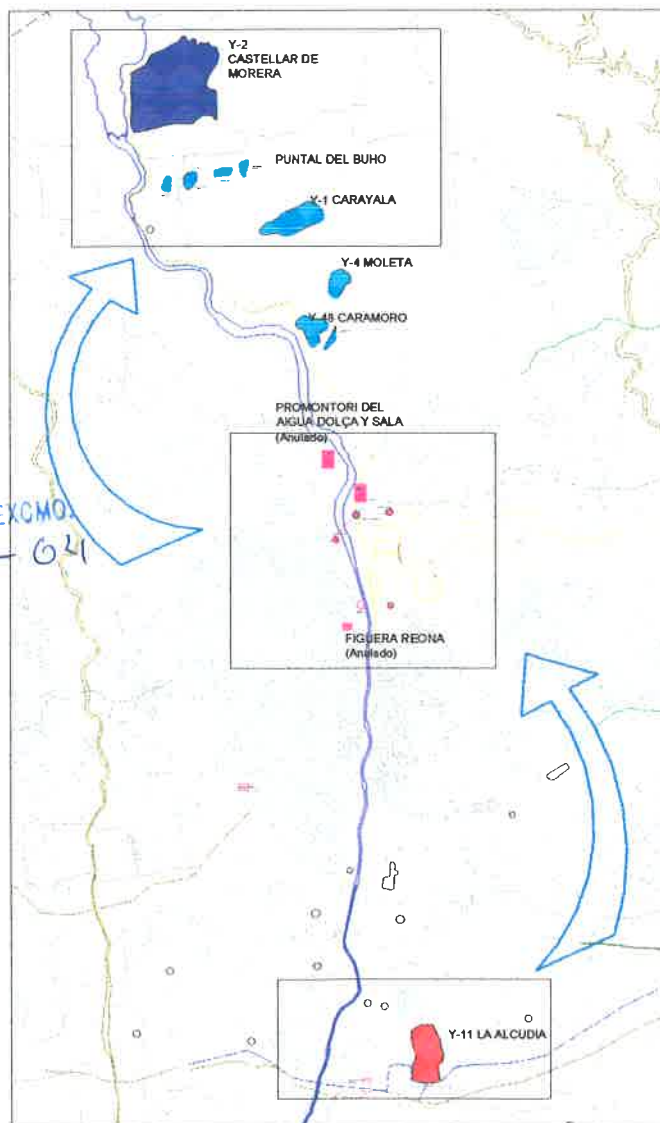 Y-2
CASTELLAR DE
MORERA
PUNTAL DEL BUHO
Y-1 CARAYALA
Y-4 MOLETA
Y-48 CARAMORO
PROMONTORI DEL
AIGUA DOLÇA Y SALA
(Anulado)
EXCMO.
- 04
FIGUERA REONA
(Anulado)
Y-11 LA ALCUDIA